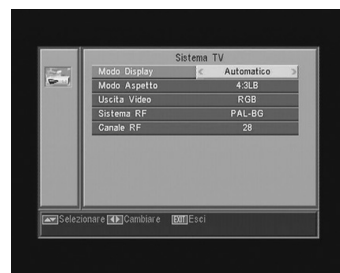 Sistema TV
Modo Display Automatico
Modo Aspetto 4:3LB
Uscita Video RGB
Sistema RF PAL-BG
Canale RF 28
Selezionare Cambiare EXIT Esci